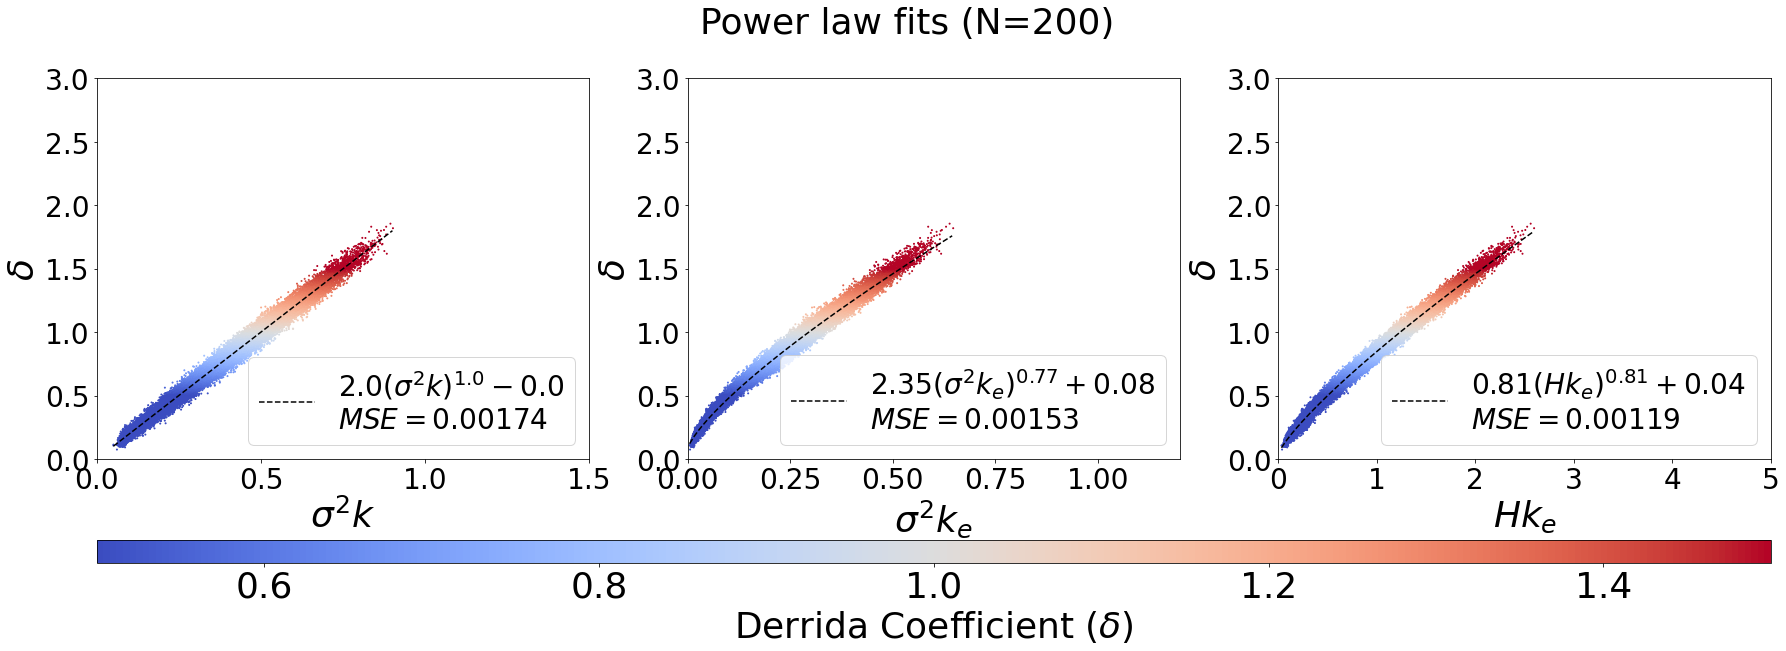 Power law fits (N=200)
3.0
2.5
2.0
1.5
1.0
0.5
0.0
δ
2.0(σ²k)^{1.0} − 0.0
MSE = 0.00174
0.0 0.5 1.0 1.5
σ²k
3.0
2.5
2.0
1.5
1.0
0.5
0.0
δ
2.35(σ²k_e)^{0.77} + 0.08
MSE = 0.00153
0.00 0.25 0.50 0.75 1.00
σ²k_e
3.0
2.5
2.0
1.5
1.0
0.5
0.0
δ
0.81(Hk_e)^{0.81} + 0.04
MSE = 0.00119
0 1 2 3 4 5
Hk_e
0.6 0.8 1.0 1.2 1.4
Derrida Coefficient (δ)